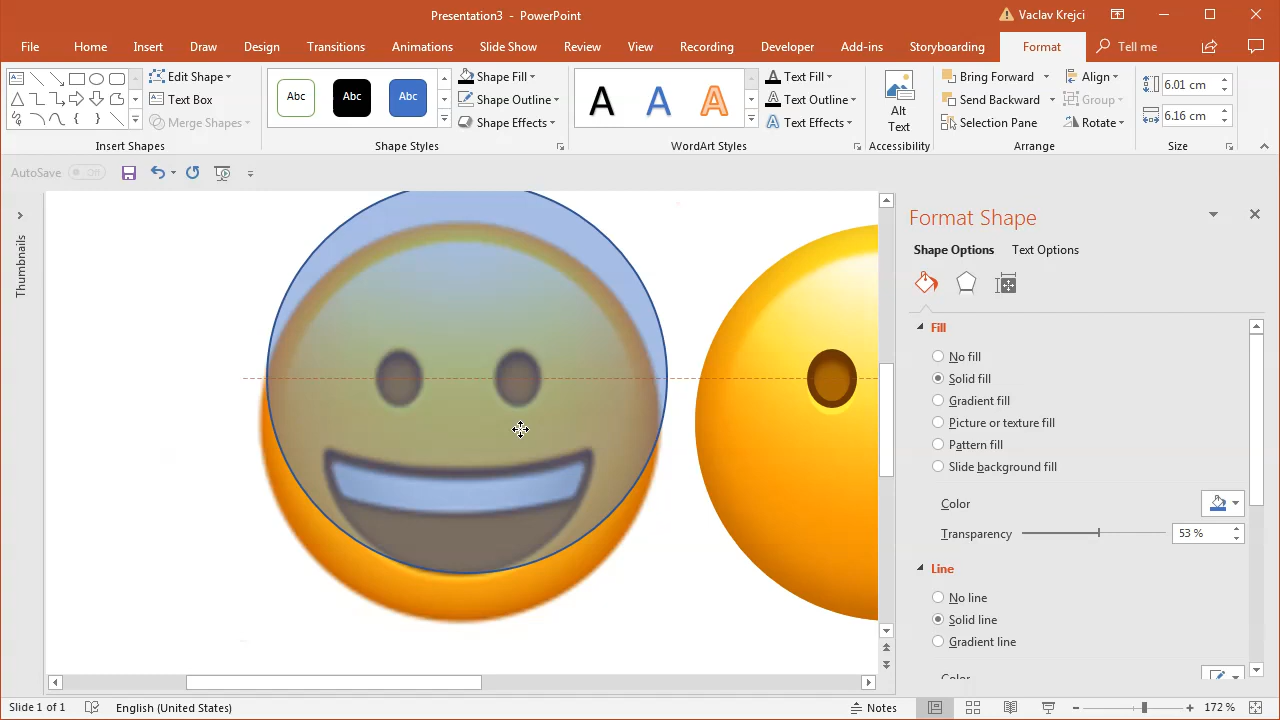 Presentation3 - PowerPoint
Vaclav Krejci
File Home Insert Draw Design Transitions Animations Slide Show Review View Recording Developer Add-ins Storyboarding Format Tell me
Edit Shape
Merge Shapes
Insert Shapes
Abc Abc Abc
Shape Fill
Shape Outline
Shape Effects
Shape Styles
A A A
Text Fill
Text Outline
Text Effects
WordArt Styles
Alt
Text
Accessibility
Bring Forward
Send Backward
Selection Pane
Align
Group
Rotate
Arrange
6.01 cm
6.16 cm
Size
AutoSave Off
Thumbnails
Format Shape
Shape Options Text Options
Fill
No fill
Solid fill
Gradient fill
Picture or texture fill
Pattern fill
Slide background fill
Color
Transparency 53 %
Line
No line
Solid line
Gradient line
Slide 1 of 1 English (United States) Notes 172 %